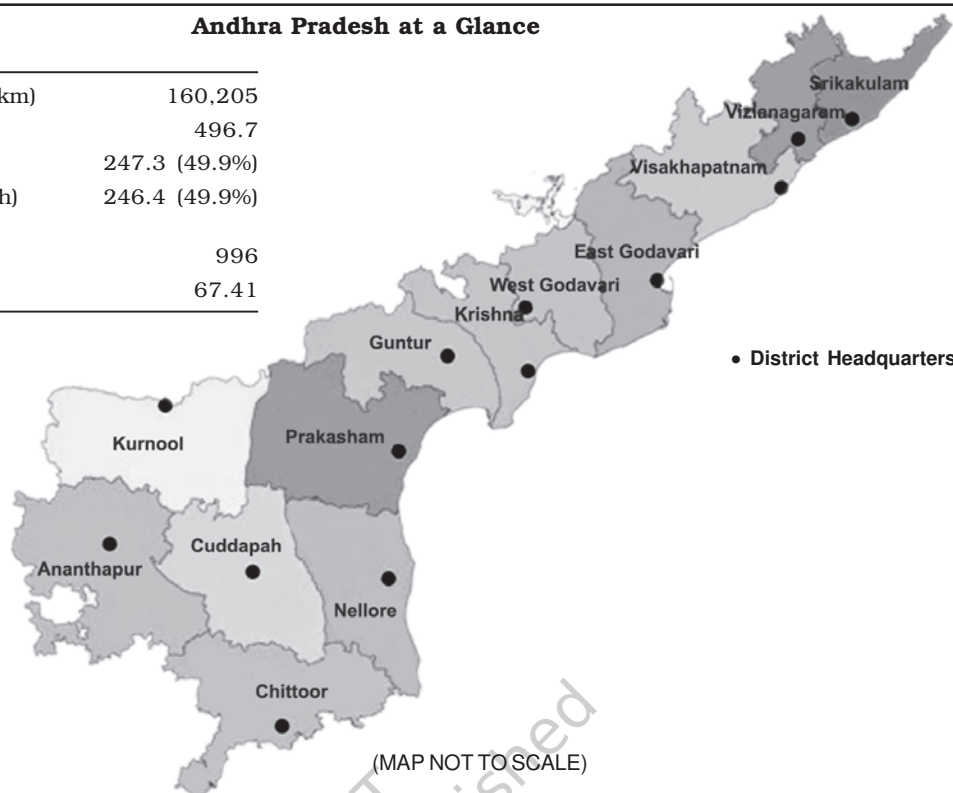 Andhra Pradesh at a Glance
km) 160,205
496.7
247.3 (49.9%)
h) 246.4 (49.9%)
996
67.41
Srikakulam
Vizianagaram
Visakhapatnam
East Godavari
West Godavari
Krishna
Guntur
• District Headquarters
Prakasham
Kurnool
Cuddapah
Ananthapur
Nellore
Chittoor
(MAP NOT TO SCALE)